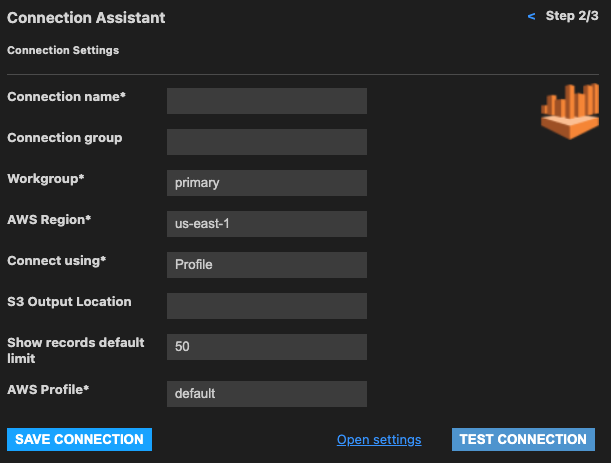 Connection Assistant
< Step 2/3
Connection Settings
Connection name*
Connection group
Workgroup* primary
AWS Region* us-east-1
Connect using* Profile
S3 Output Location
Show records default
limit
50
AWS Profile* default
SAVE CONNECTION Open settings TEST CONNECTION